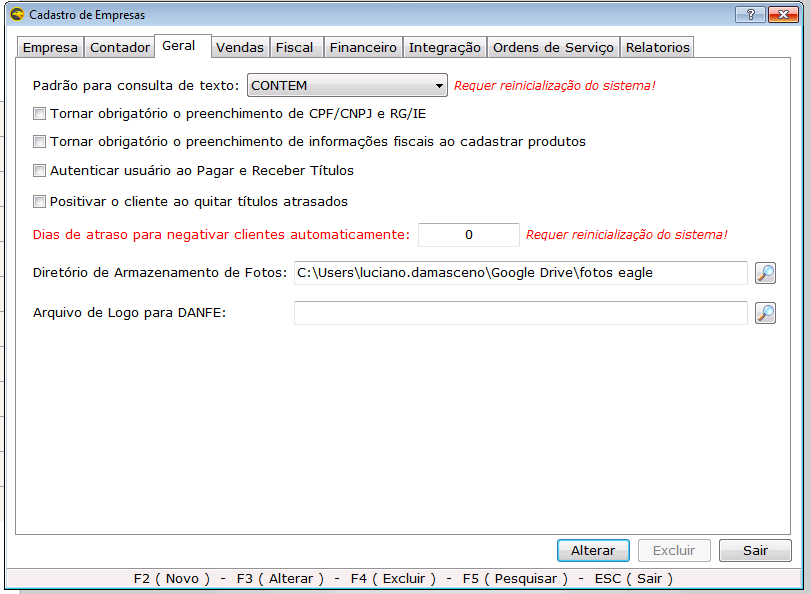 Cadastro de Empresas
Empresa Contador Geral Vendas Fiscal Financeiro Integração Ordens de Serviço Relatorios
Padrão para consulta de texto: CONTEM Requer reinicialização do sistema!
Tornar obrigatório o preenchimento de CPF/CNPJ e RG/IE
Tornar obrigatório o preenchimento de informações fiscais ao cadastrar produtos
Autenticar usuário ao Pagar e Receber Títulos
Positivar o cliente ao quitar títulos atrasados
Dias de atraso para negativar clientes automaticamente: 0 Requer reinicialização do sistema!
Diretório de Armazenamento de Fotos: C:\Users\luciano.damasceno\Google Drive\fotos eagle
Arquivo de Logo para DANFE:
Alterar Excluir Sair
F2 ( Novo ) - F3 ( Alterar ) - F4 ( Excluir ) - F5 ( Pesquisar ) - ESC ( Sair )